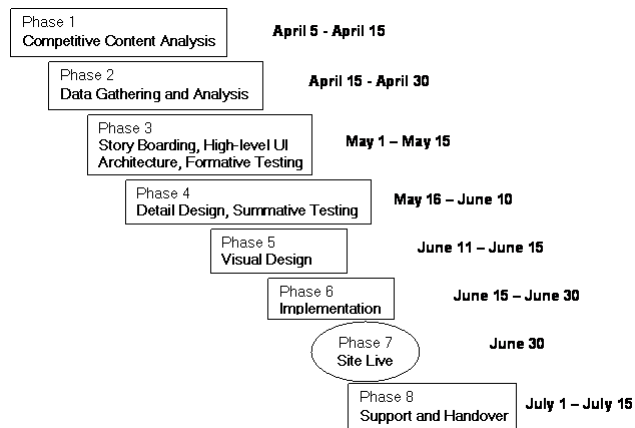 Phase 1
Competitive Content Analysis
April 5 - April 15
Phase 2
Data Gathering and Analysis
April 15 - April 30
Phase 3
Story Boarding, High-level UI
Architecture, Formative Testing
May 1 – May 15
Phase 4
Detail Design, Summative Testing
May 16 – June 10
Phase 5
Visual Design
June 11 – June 15
Phase 6
Implementation
June 15 – June 30
Phase 7
Site Live
June 30
Phase 8
Support and Handover
July 1 – July 15